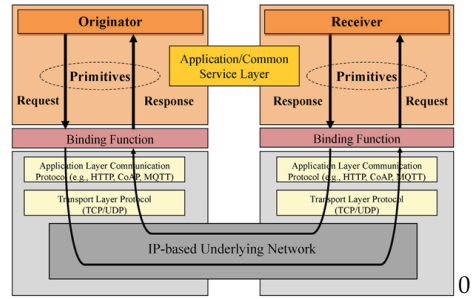 Originator
Receiver
Application/Common
Service Layer
Primitives
Primitives
Request
Response
Response
Request
Binding Function
Binding Function
Application Layer Communication
Protocol (e.g., HTTP, CoAP, MQTT)
Application Layer Communication
Protocol (e.g., HTTP, CoAP, MQTT)
Transport Layer Protocol
(TCP/UDP)
Transport Layer Protocol
(TCP/UDP)
IP-based Underlying Network
0